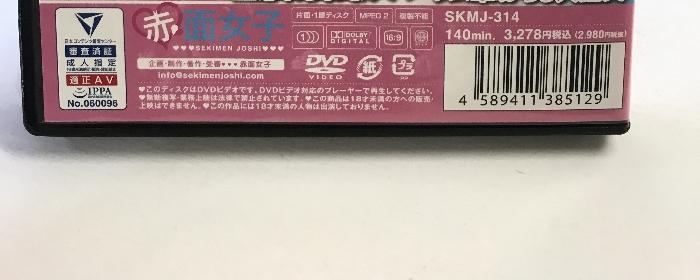 日本コンテンツ審査センター
審査済証
成人指定
適正AV
IPPA
No.060096
赤面女子
♥♥♥SEKIMEN JOSHI♥♥♥
企画・制作・著作・受審・・・赤面女子
info@sekimenjoshi.com
片面・1層ディスク MPEG 2 複製不能
DOLBY DIGITAL 16:9
DVD VIDEO 紙 PP
♥このディスクはDVDビデオです。DVDビデオ対応のプレーヤーで再生してください。
♥無断複写・業務上映は法律で禁止されています。♥この商品は18才未満の方への販売・
上映はできません。♥この作品には18才未満の人物は出演しておりません。
SKMJ-314
140min. 3,278円税込(2,980円税抜)
4 589411 385129